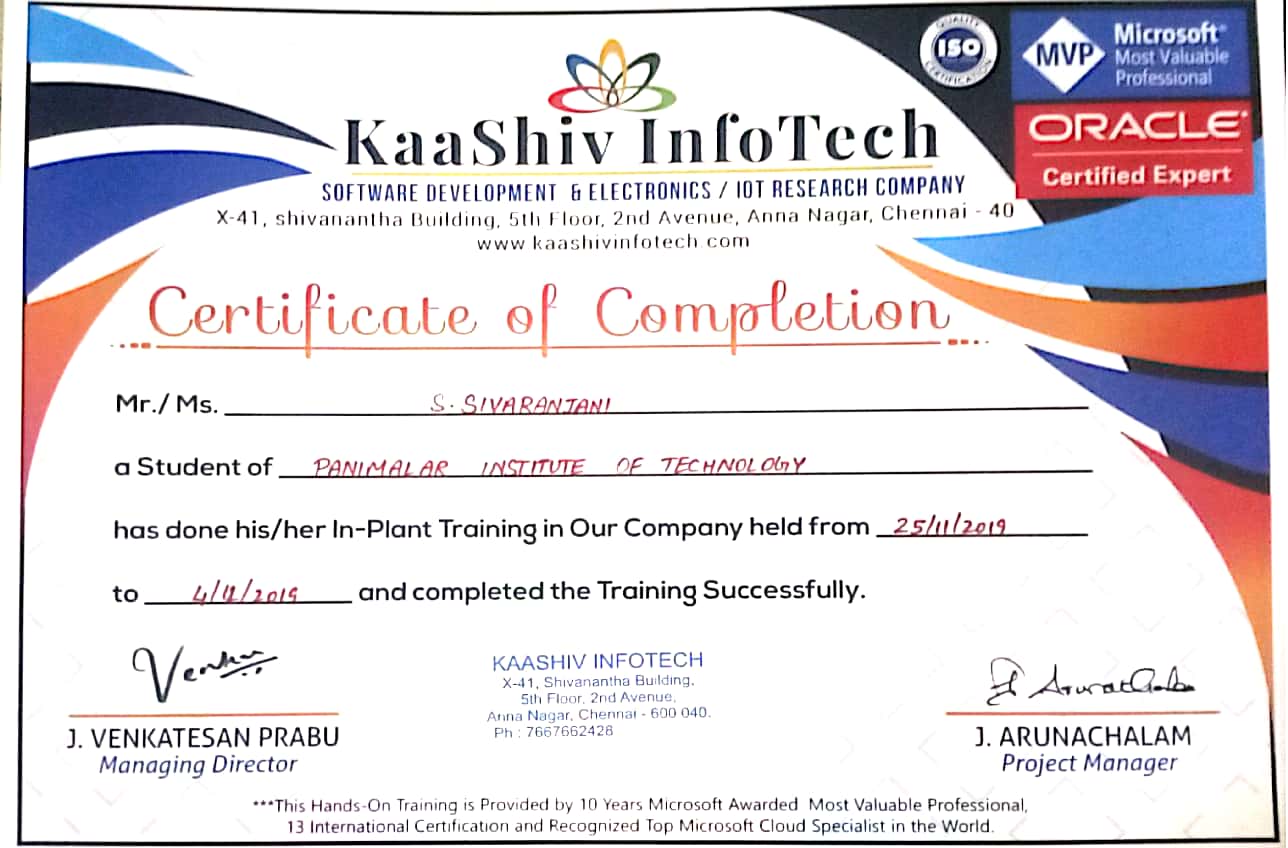 QUALITY
ISO
CERTIFICATION
MVP
Microsoft®
Most Valuable
Professional
ORACLE®
Certified Expert
KaaShiv InfoTech
SOFTWARE DEVELOPMENT & ELECTRONICS / IOT RESEARCH COMPANY
X-41, shivanantha Building, 5th Floor, 2nd Avenue, Anna Nagar, Chennai - 40
www.kaashivinfotech.com
Certificate of Completion
Mr./ Ms. S. SIVARANJANI
a Student of PANIMALAR INSTITUTE OF TECHNOLOGY
has done his/her In-Plant Training in Our Company held from 25/11/2019
to 4/12/2019 and completed the Training Successfully.
Venku
J. Arunachalam
KAASHIV INFOTECH
X-41, Shivanantha Building,
5th Floor, 2nd Avenue,
Anna Nagar, Chennai - 600 040.
Ph : 7667662428
J. VENKATESAN PRABU
Managing Director
J. ARUNACHALAM
Project Manager
***This Hands-On Training is Provided by 10 Years Microsoft Awarded Most Valuable Professional,
13 International Certification and Recognized Top Microsoft Cloud Specialist in the World.